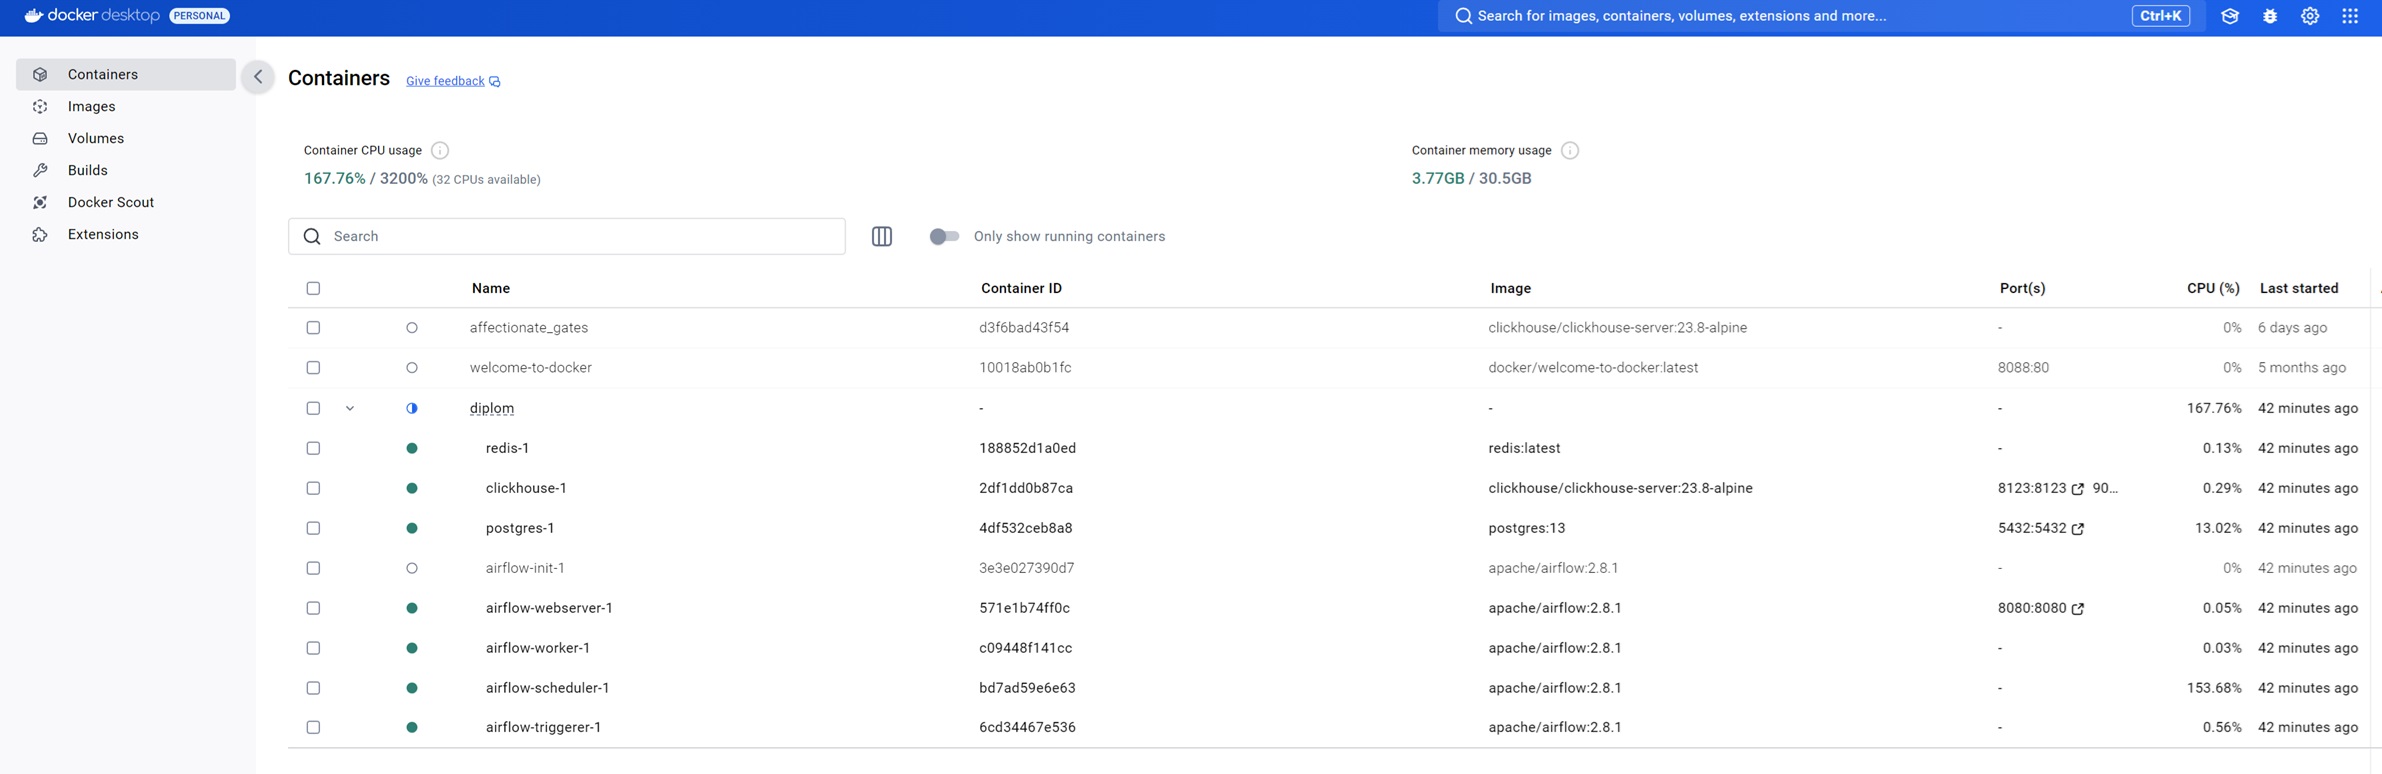 docker desktop PERSONAL Search for images, containers, volumes, extensions and more... Ctrl+K
Containers
Images
Volumes
Builds
Docker Scout
Extensions
Containers Give feedback
Container CPU usage
167.76% / 3200% (32 CPUs available)
Container memory usage
3.77GB / 30.5GB
Search Only show running containers
Name Container ID Image Port(s) CPU (%) Last started
affectionate_gates d3f6bad43f54 clickhouse/clickhouse-server:23.8-alpine - 0% 6 days ago
welcome-to-docker 10018ab0b1fc docker/welcome-to-docker:latest 8088:80 0% 5 months ago
diplom - - - 167.76% 42 minutes ago
redis-1 188852d1a0ed redis:latest - 0.13% 42 minutes ago
clickhouse-1 2df1dd0b87ca clickhouse/clickhouse-server:23.8-alpine 8123:8123 90... 0.29% 42 minutes ago
postgres-1 4df532ceb8a8 postgres:13 5432:5432 13.02% 42 minutes ago
airflow-init-1 3e3e027390d7 apache/airflow:2.8.1 - 0% 42 minutes ago
airflow-webserver-1 571e1b74ff0c apache/airflow:2.8.1 8080:8080 0.05% 42 minutes ago
airflow-worker-1 c09448f141cc apache/airflow:2.8.1 - 0.03% 42 minutes ago
airflow-scheduler-1 bd7ad59e6e63 apache/airflow:2.8.1 - 153.68% 42 minutes ago
airflow-triggerer-1 6cd34467e536 apache/airflow:2.8.1 - 0.56% 42 minutes ago